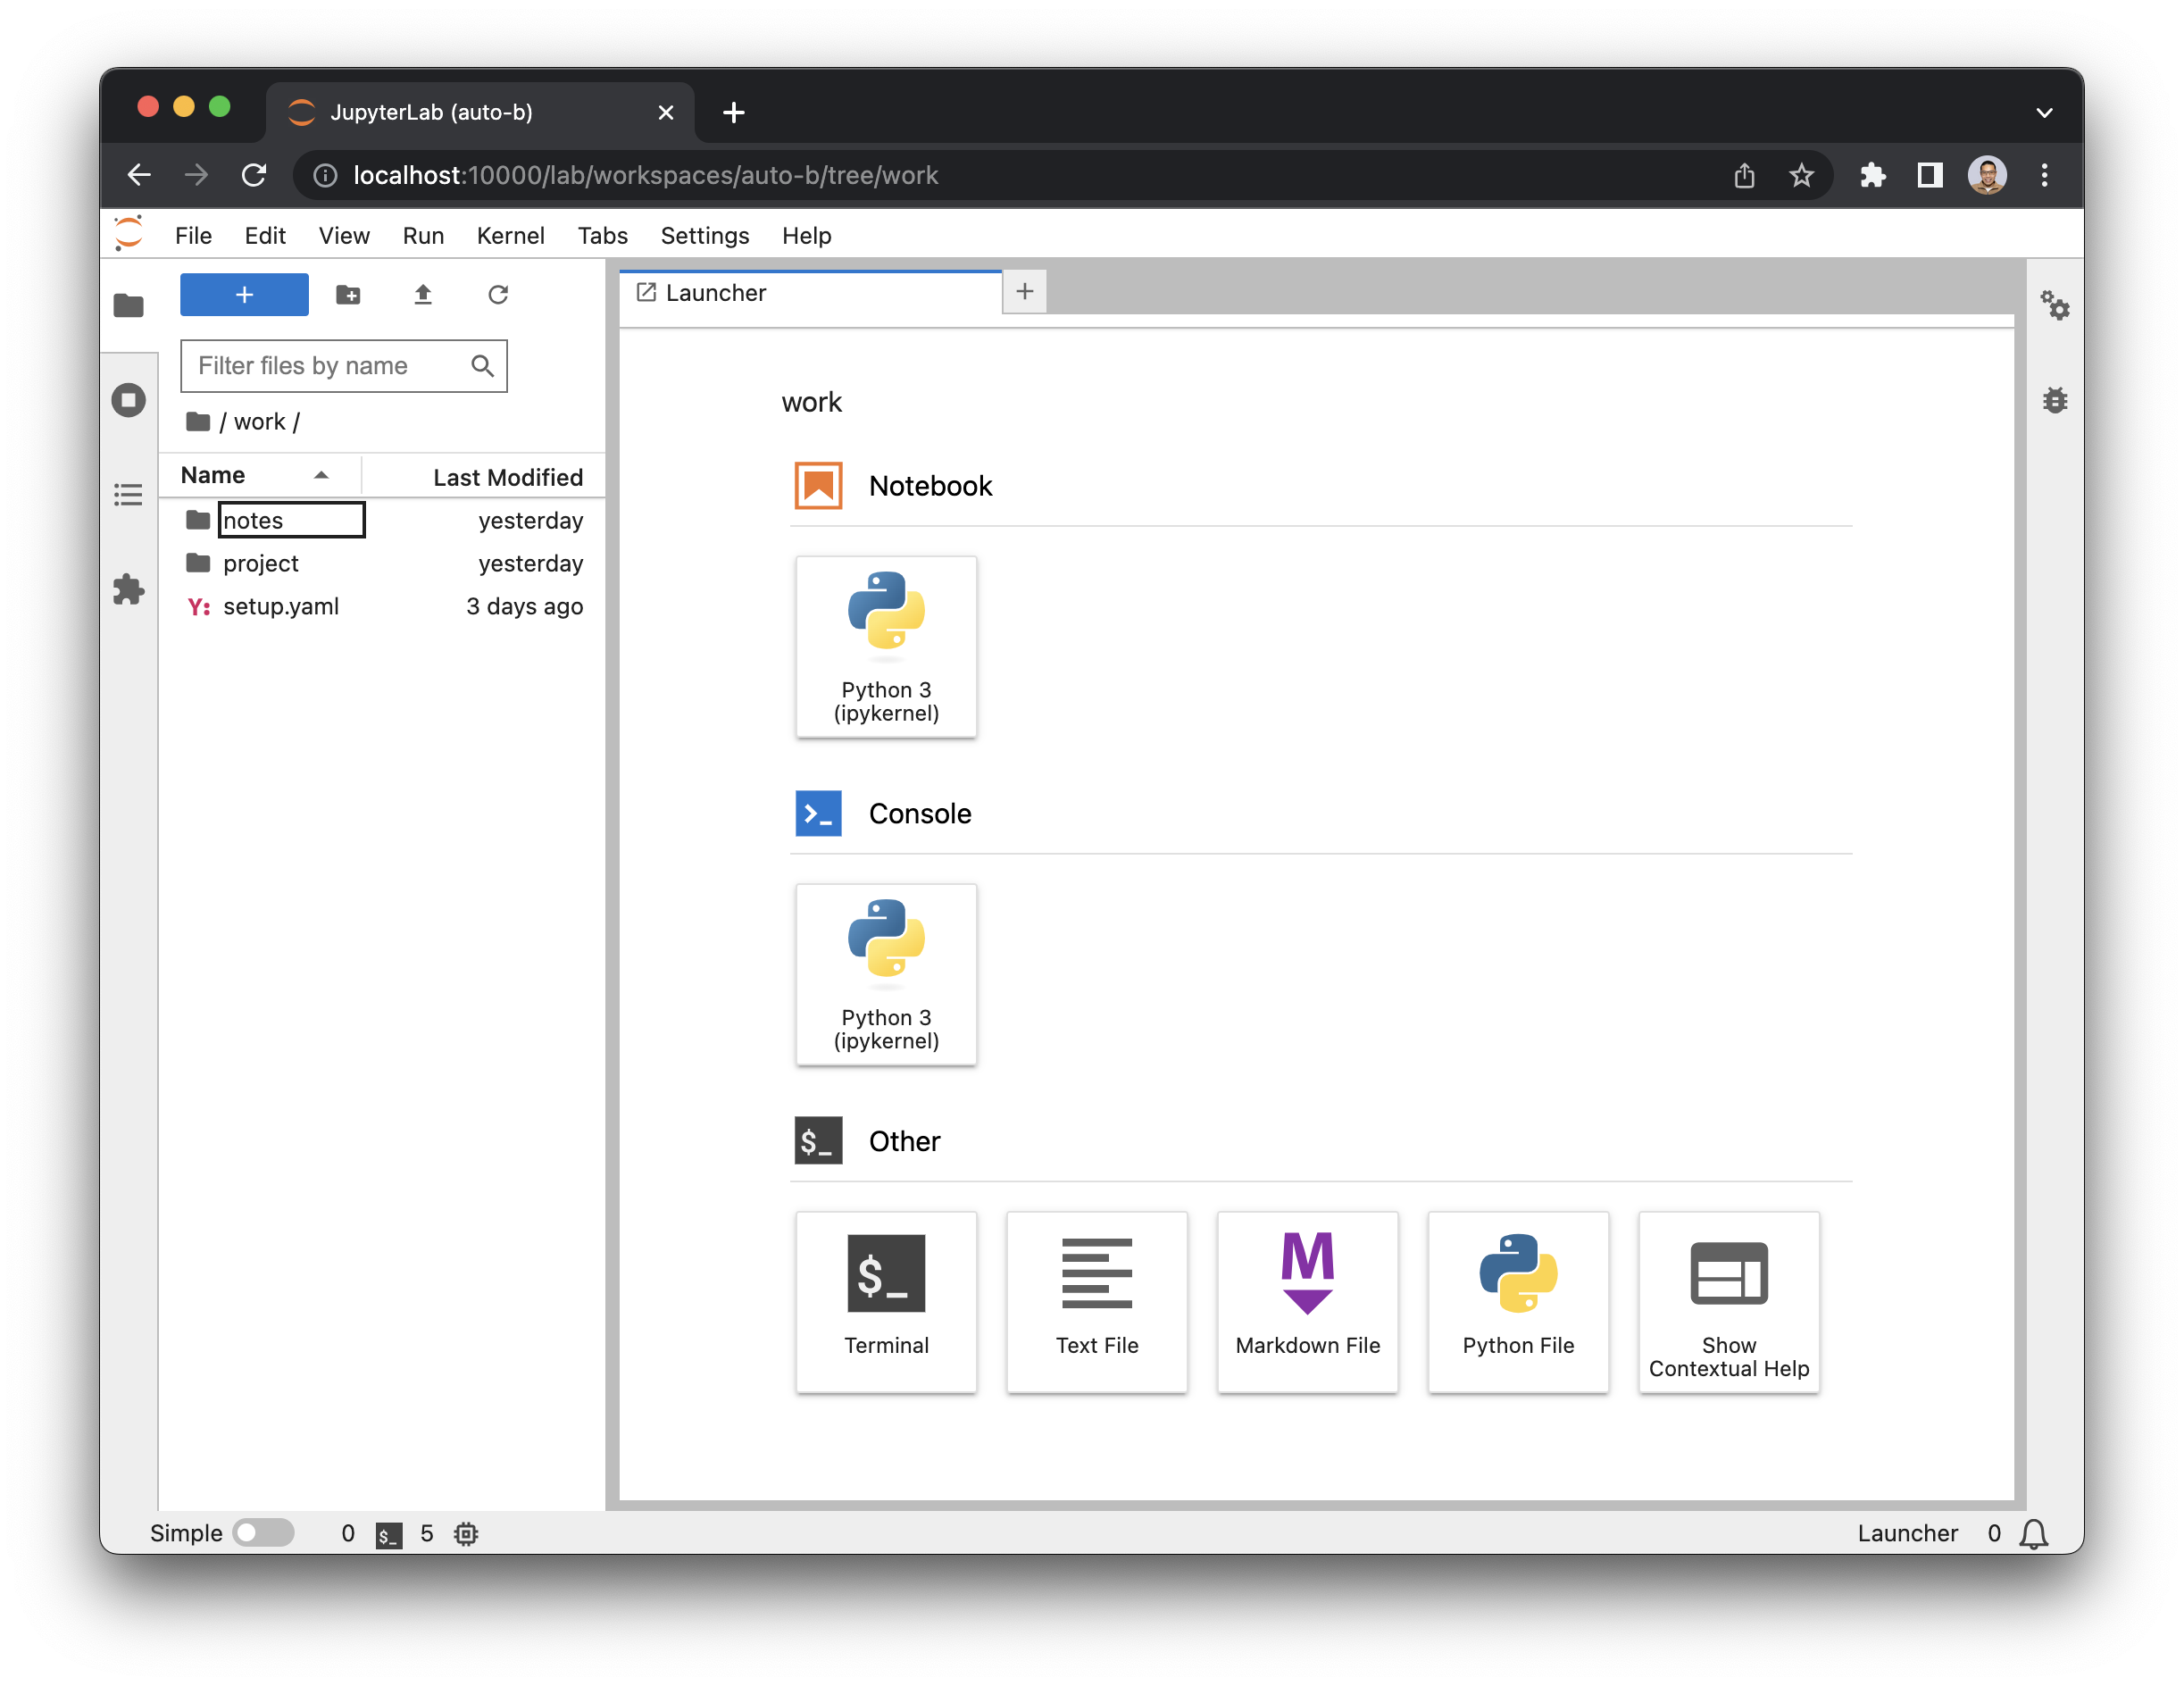 JupyterLab (auto-b)
localhost:10000/lab/workspaces/auto-b/tree/work
File Edit View Run Kernel Tabs Settings Help
Filter files by name
/ work /
Name Last Modified
notes yesterday
project yesterday
Y: setup.yaml 3 days ago
Launcher
work
Notebook
Python 3
(ipykernel)
>_ Console
Python 3
(ipykernel)
$_ Other
$_
Terminal
Text File
M
Markdown File
Python File
Show
Contextual Help
Simple 0 $_ 5
Launcher 0